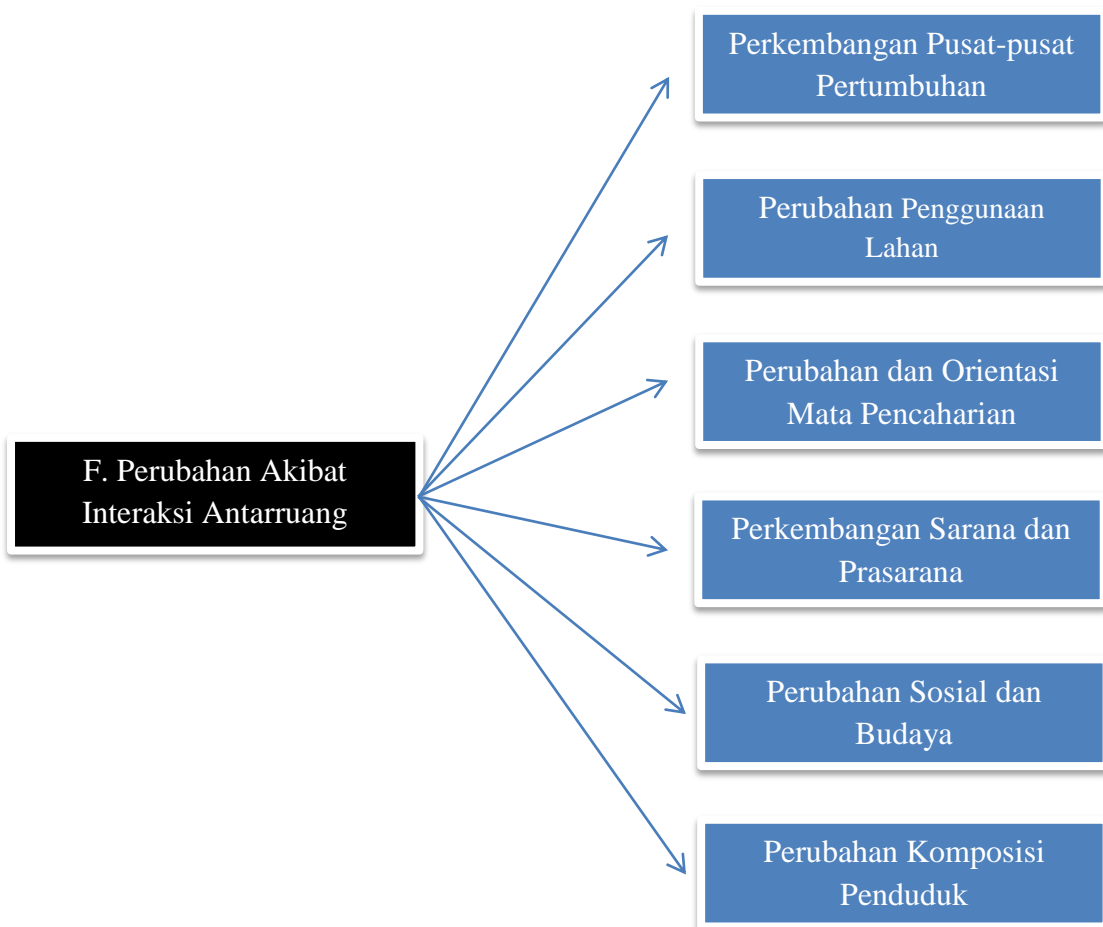 Perkembangan Pusat-pusat
Pertumbuhan
Perubahan Penggunaan
Lahan
Perubahan dan Orientasi
Mata Pencaharian
F. Perubahan Akibat
Interaksi Antarruang
Perkembangan Sarana dan
Prasarana
Perubahan Sosial dan
Budaya
Perubahan Komposisi
Penduduk